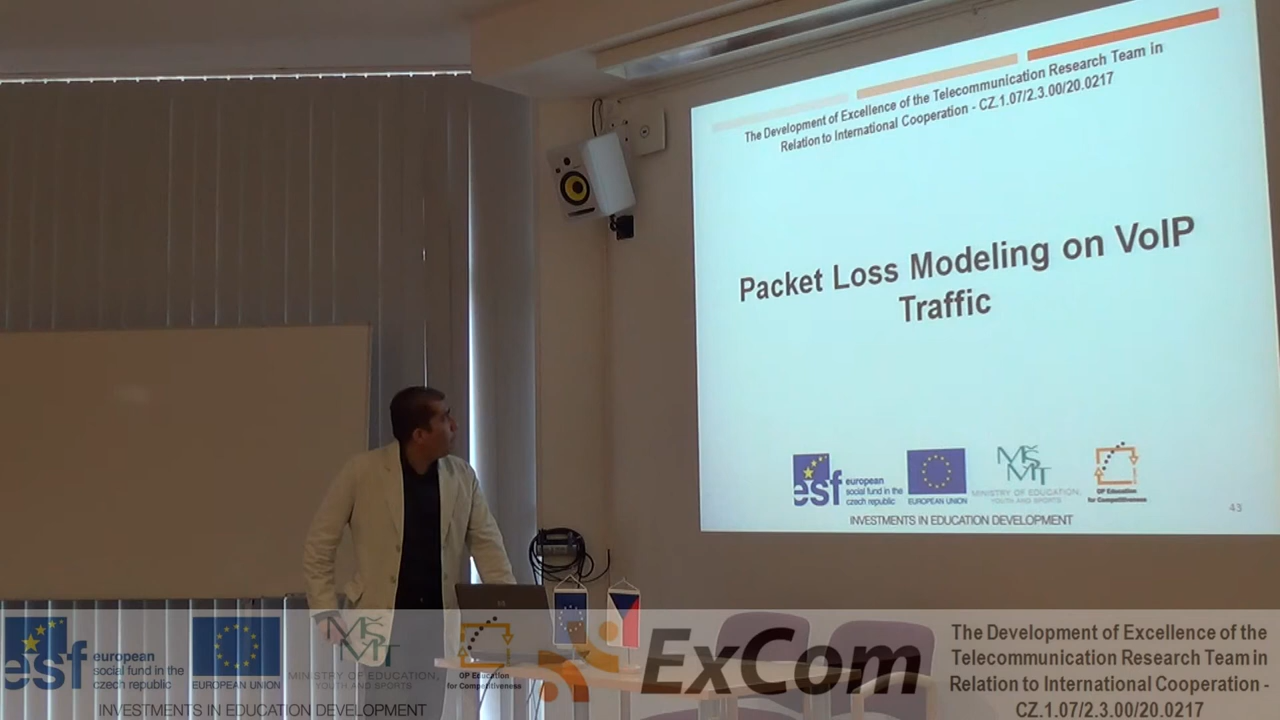 The Development of Excellence of the Telecommunication Research Team in
Relation to International Cooperation - CZ.1.07/2.3.00/20.0217
Packet Loss Modeling on VoIP
Traffic
esf
european
social fund in the
czech republic
EUROPEAN UNION
MINISTRY OF EDUCATION,
YOUTH AND SPORTS
OP Education
for Competitiveness
INVESTMENTS IN EDUCATION DEVELOPMENT
43
esf
european
social fund in the
czech republic
EUROPEAN UNION
MINISTRY OF EDUCATION,
YOUTH AND SPORTS
OP Education
for Competitiveness
INVESTMENTS IN EDUCATION DEVELOPMENT
ExCom
The Development of Excellence of the
Telecommunication Research Team in
Relation to International Cooperation -
CZ.1.07/2.3.00/20.0217